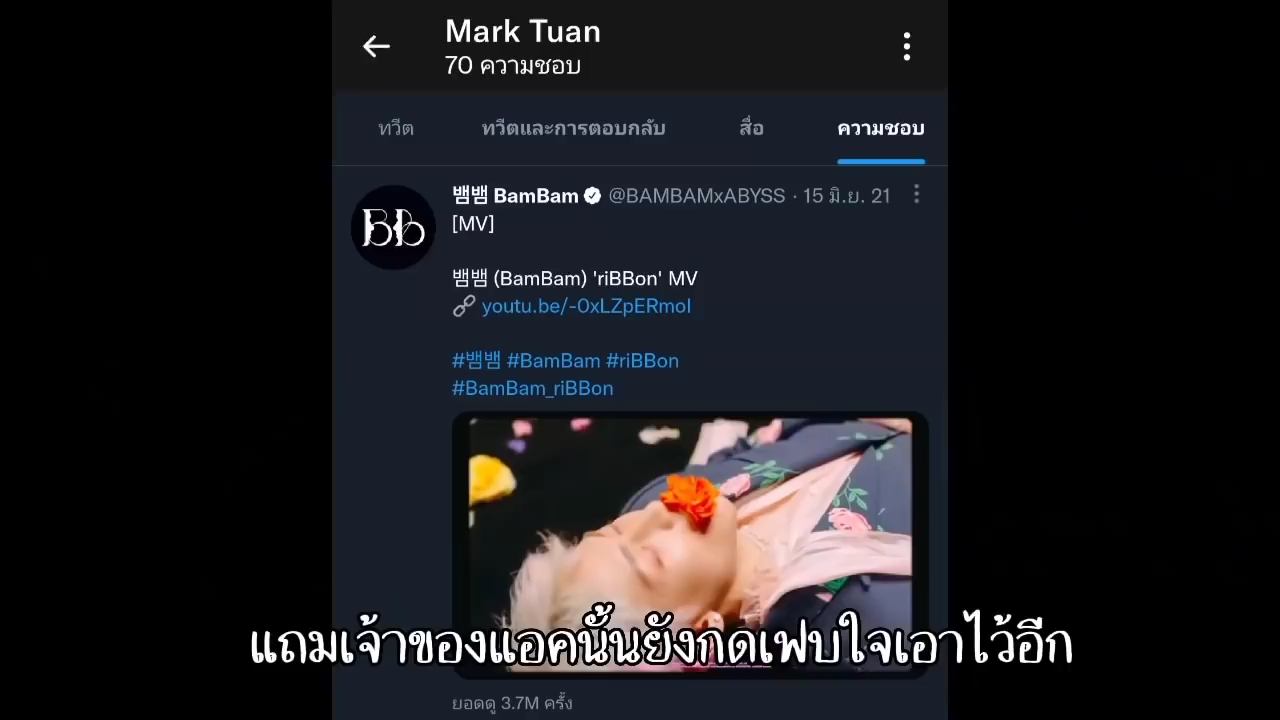 Mark Tuan
70 ความชอบ
ทวีต ทวีตและการตอบกลับ สื่อ ความชอบ
뱀뱀 BamBam @BAMBAMxABYSS · 15 มิ.ย. 21
[MV]
BB
뱀뱀 (BamBam) 'riBBon' MV
youtu.be/-0xLZpERmoI
#뱀뱀 #BamBam #riBBon
#BamBam_riBBon
แถมเจ้าของแอคนั้นยังกดเฟบใจเอาไว้อีก
ยอดดู 3.7M ครั้ง